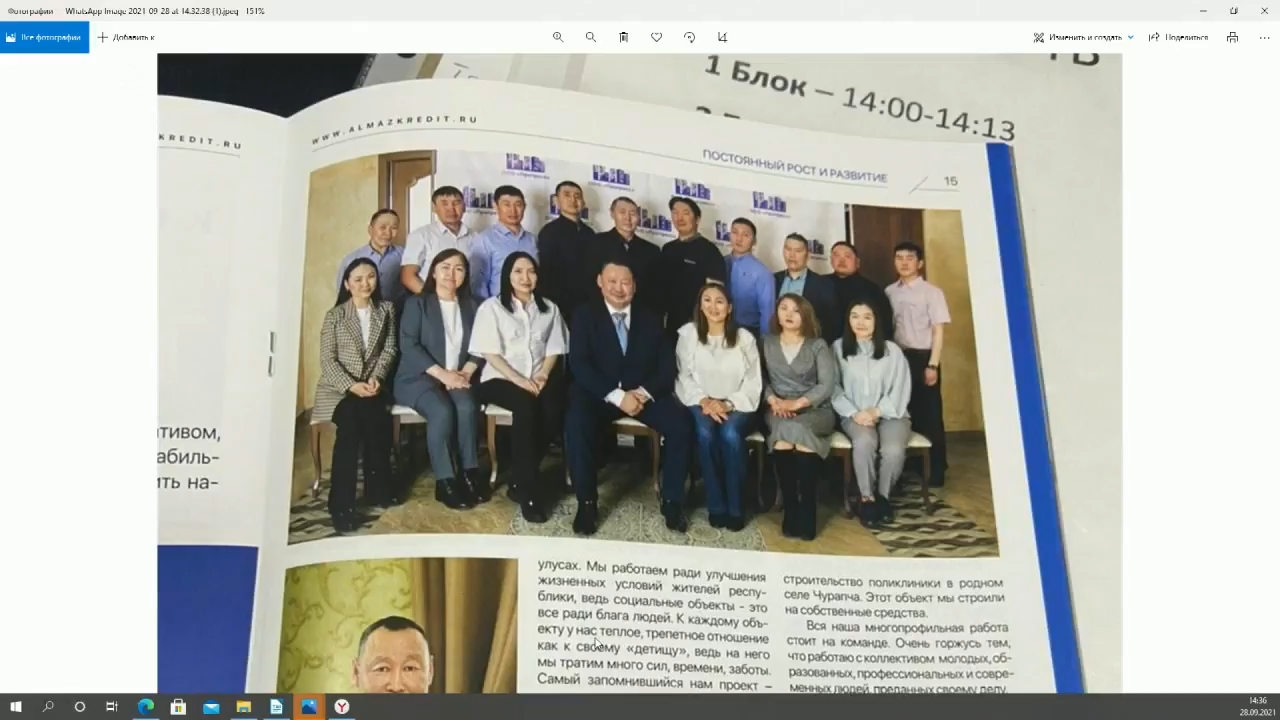 Фотографии
WhatsApp Image 2021-09-28 at 14.32.38 (1).jpeg - 151%
Все фотографии
Добавить к
Изменить и создать
Поделиться
1 Блок – 14:00-14:13
KREDIT.RU
WWW.ALMAZKREDIT.RU
ПОСТОЯННЫЙ РОСТ И РАЗВИТИЕ
15
ативом,
абиль-
ить на-
улусах. Мы работаем ради улучшения
жизненных условий жителей респу-
блики, ведь социальные объекты - это
все ради блага людей. К каждому объ-
екту у нас теплое, трепетное отношение
как к своему «детищу», ведь на него
мы тратим много сил, времени, заботы.
Самый запомнившийся нам проект –
строительство поликлиники в родном
селе Чурапча. Этот объект мы строили
на собственные средства.
Вся наша многопрофильная работа
стоит на команде. Очень горжусь тем,
что работаю с коллективом молодых, об-
разованных, профессиональных и совре-
менных людей, преданных своему делу.
14:36
28.09.2021